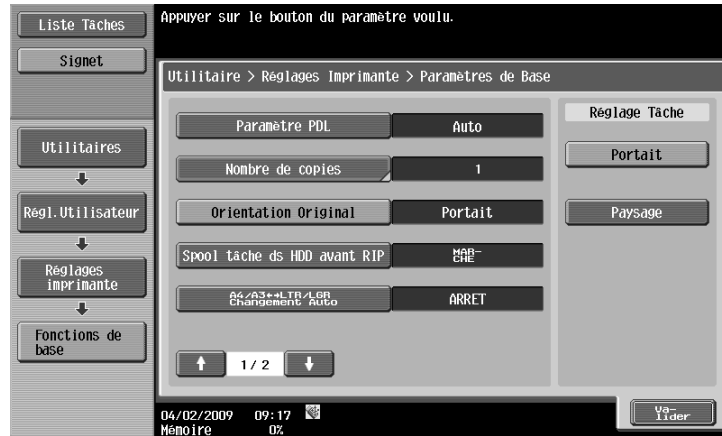 Liste Tâches
Appuyer sur le bouton du paramètre voulu.
Signet
Utilitaire > Réglages Imprimante > Paramètres de Base
Utilitaires
Régl.Utilisateur
Réglages
imprimante
Fonctions de
base
Paramètre PDL
Auto
Nombre de copies
1
Orientation Original
Portait
Spool tâche ds HDD avant RIP
MAR-
CHE
A4/A3↔LTR/LGR
Changement Auto
ARRET
↑ 1/ 2 ↓
Réglage Tâche
Portait
Paysage
04/02/2009 09:17
Mémoire 0%
Va-
lider